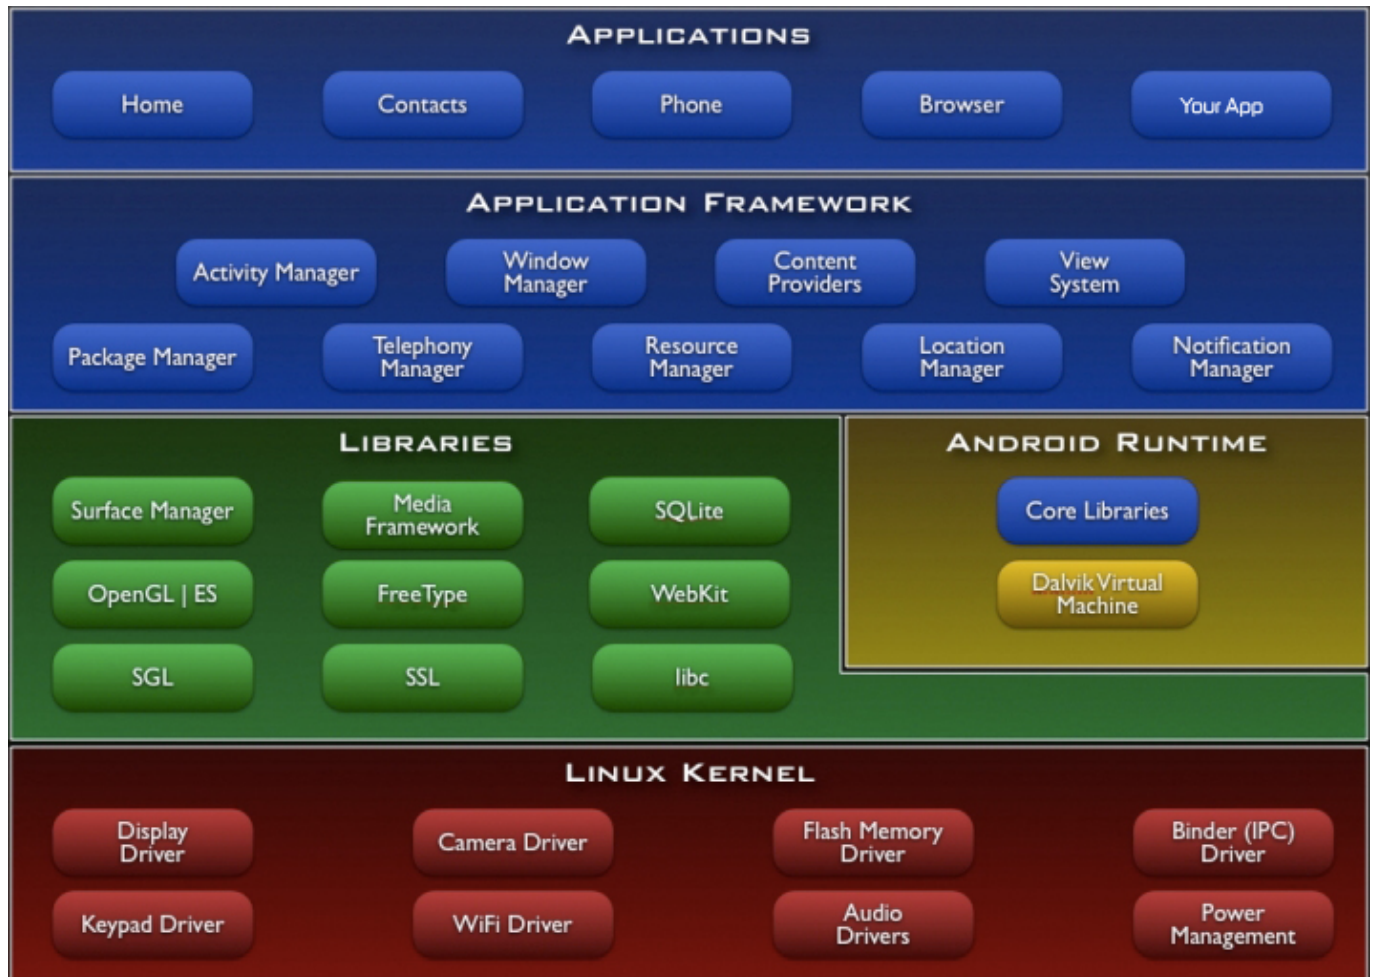 APPLICATIONS
Home
Contacts
Phone
Browser
Your App
APPLICATION FRAMEWORK
Activity Manager
Window
Manager
Content
Providers
View
System
Package Manager
Telephony
Manager
Resource
Manager
Location
Manager
Notification
Manager
LIBRARIES
Surface Manager
Media
Framework
SQLite
OpenGL | ES
FreeType
WebKit
SGL
SSL
libc
ANDROID RUNTIME
Core Libraries
Dalvik Virtual
Machine
LINUX KERNEL
Display
Driver
Camera Driver
Flash Memory
Driver
Binder (IPC)
Driver
Keypad Driver
WiFi Driver
Audio
Drivers
Power
Management